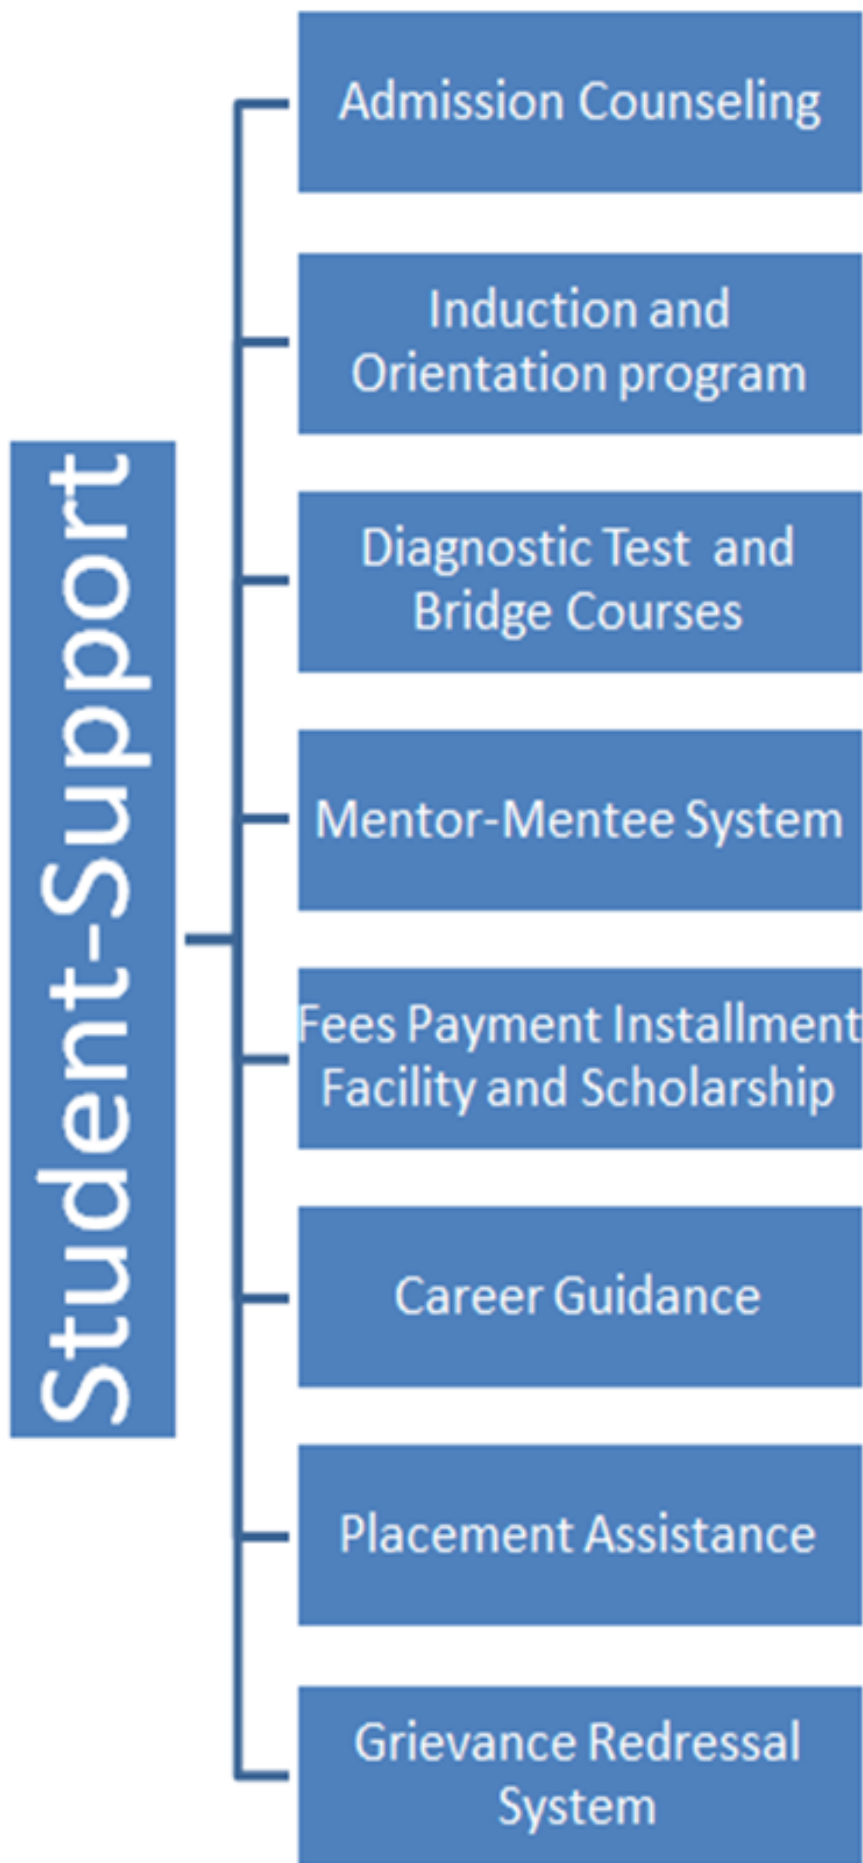 Student-Support
Admission Counseling
Induction and
Orientation program
Diagnostic Test  and
Bridge Courses
Mentor-Mentee System
Fees Payment Installment
Facility and Scholarship
Career Guidance
Placement Assistance
Grievance Redressal
System